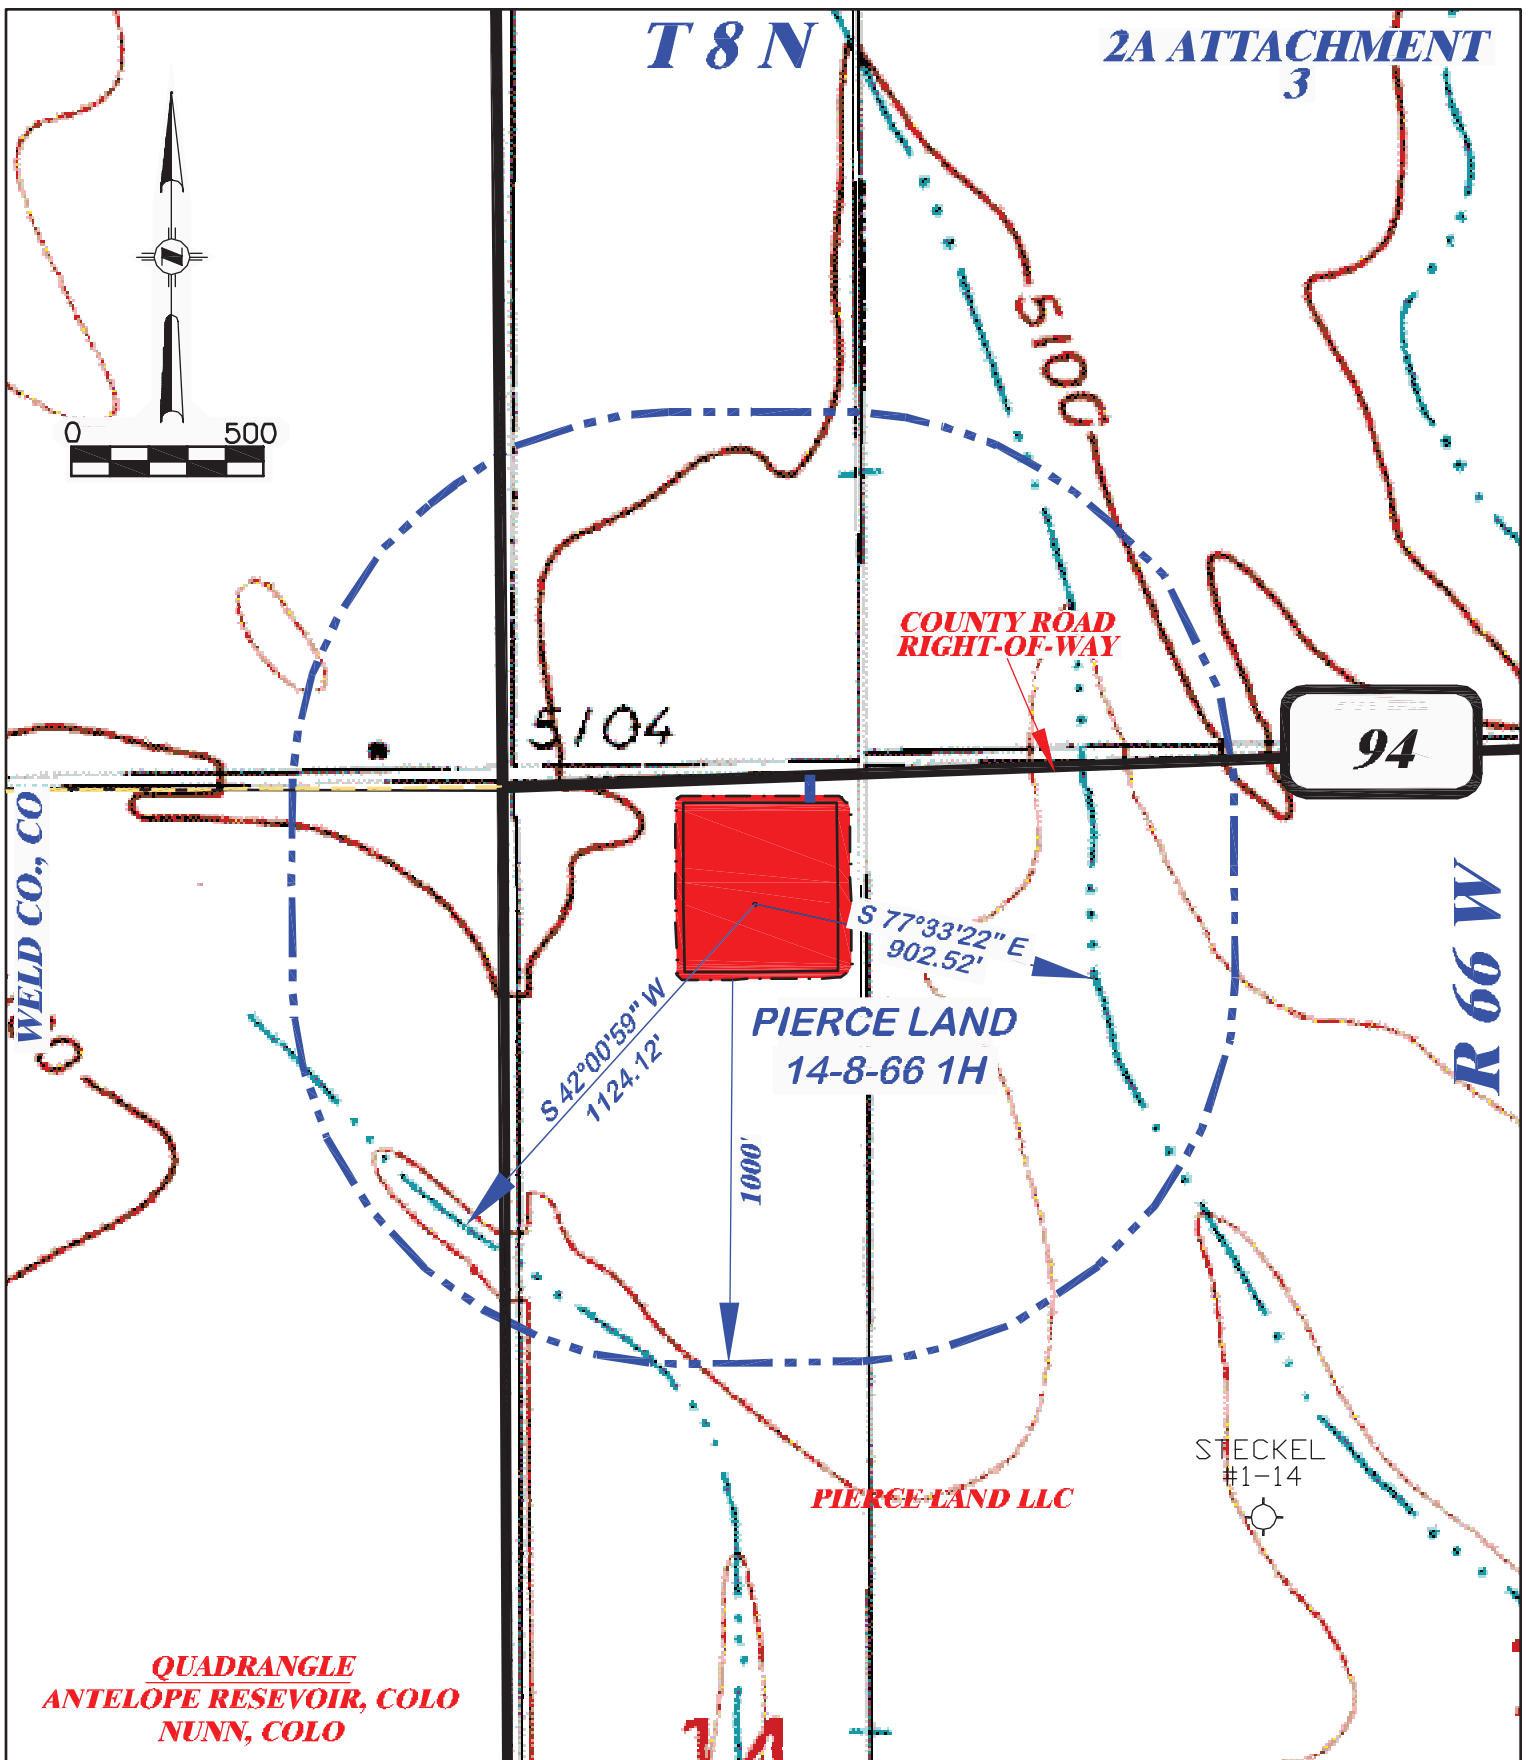 T 8 N
2A ATTACHMENT
3
N
0 500
5100
COUNTY ROAD
RIGHT-OF-WAY
5104
94
WELD CO., CO
S 77°33'22" E
902.52'
R 66 W
S 42°00'59" W
1124.12'
PIERCE LAND
14-8-66 1H
1000'
STECKEL
#1-14
PIERCE LAND LLC
QUADRANGLE
ANTELOPE RESEVOIR, COLO
NUNN, COLO
14